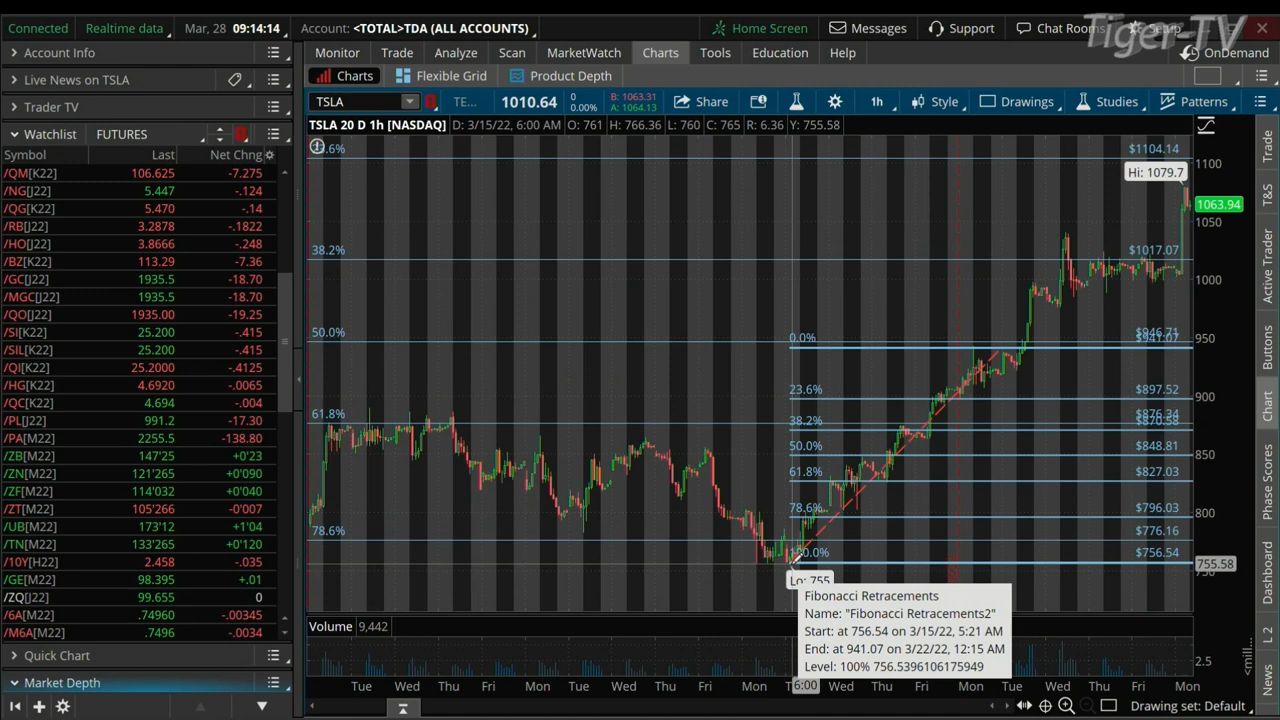 Connected Realtime data Mar, 28 09:14:14 Account: <TOTAL>TDA (ALL ACCOUNTS) Home Screen Messages Support Chat Rooms Setup
Tiger-TV
Account Info
Live News on TSLA
Trader TV
Watchlist FUTURES
Symbol Last Net Chng
/QM[K22] 106.625 -7.275
/NG[J22] 5.447 -.124
/QG[K22] 5.470 -.14
/RB[J22] 3.2878 -.1822
/HO[J22] 3.8666 -.248
/BZ[K22] 113.29 -7.36
/GC[J22] 1935.5 -18.70
/MGC[J22] 1935.5 -18.70
/QO[J22] 1935.00 -19.25
/SI[K22] 25.200 -.415
/SIL[K22] 25.200 -.415
/QI[K22] 25.2000 -.4125
/HG[K22] 4.6920 -.0065
/QC[K22] 4.694 -.004
/PL[J22] 991.2 -17.30
/PA[M22] 2255.5 -138.80
/ZB[M22] 147'25 +0'23
/ZN[M22] 121'265 +0'090
/ZF[M22] 114'032 +0'040
/ZT[M22] 105'266 -0'007
/UB[M22] 173'12 +1'04
/TN[M22] 133'265 +0'120
/10Y[H22] 2.458 -.035
/GE[M22] 98.395 +.01
/ZQ[J22] 99.655 0
/6A[M22] .74960 -.00345
/M6A[M22] .7496 -.0034
Quick Chart
Market Depth
Monitor Trade Analyze Scan MarketWatch Charts Tools Education Help OnDemand
Charts Flexible Grid Product Depth
TSLA TE... 1010.64 0 0.00% B: 1063.31 A: 1064.13 Share 1h Style Drawings Studies Patterns
TSLA 20 D 1h [NASDAQ] D: 3/15/22, 6:00 AM O: 761 H: 766.36 L: 760 C: 765 R: 6.36 Y: 755.58
$1104.14
1100
Hi: 1079.7
1063.94
1050
38.2% $1017.07
1000
50.0% $946.71
0.0% $941.07
950
23.6% $897.52
900
61.8% $876.34
38.2% $870.58
50.0% $848.81
850
61.8% $827.03
78.6% $796.03
800
78.6% $776.16
100.0% $756.54
755.58
Lo: 755
Fibonacci Retracements
Name: "Fibonacci Retracements2"
Start: at 756.54 on 3/15/22, 5:21 AM
End: at 941.07 on 3/22/22, 12:15 AM
Level: 100% 756.5396106175949
Volume 9,442
2.5
<mill...
Tue Wed Thu Fri Mon Tue Wed Thu Fri Mon 6:00 Wed Thu Fri Mon Tue Wed Thu Fri Mon
Drawing set: Default
Trade
T&S
Active Trader
Buttons
Chart
Phase Scores
Dashboard
1_2
News